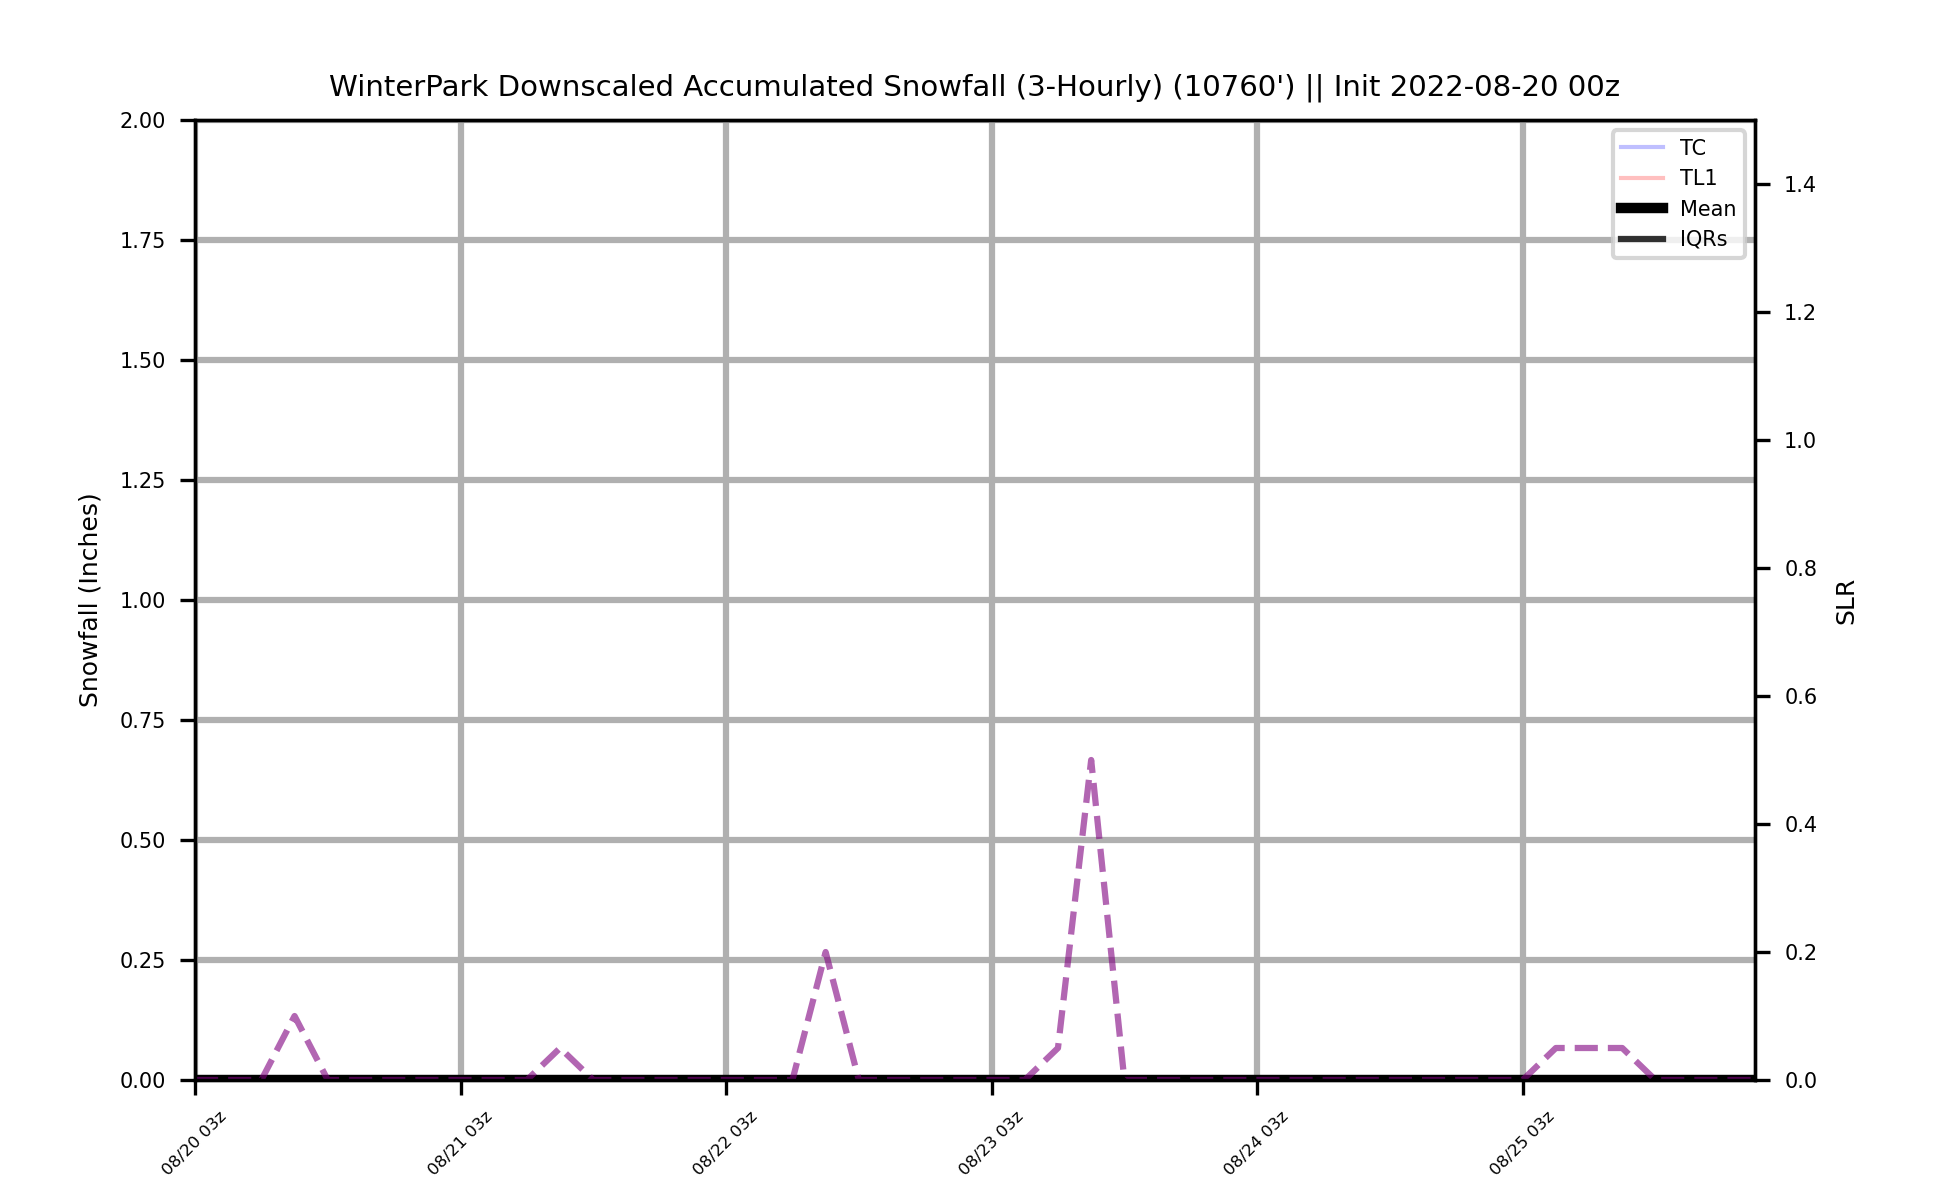 WinterPark Downscaled Accumulated Snowfall (3-Hourly) (10760') || Init 2022-08-20 00z
Snowfall (Inches)
2.00
1.75
1.50
1.25
1.00
0.75
0.50
0.25
0.00
TC
TL1
Mean
IQRs
1.4
1.2
1.0
0.8
0.6
0.4
0.2
0.0
SLR
08/20 03z
08/21 03z
08/22 03z
08/23 03z
08/24 03z
08/25 03z